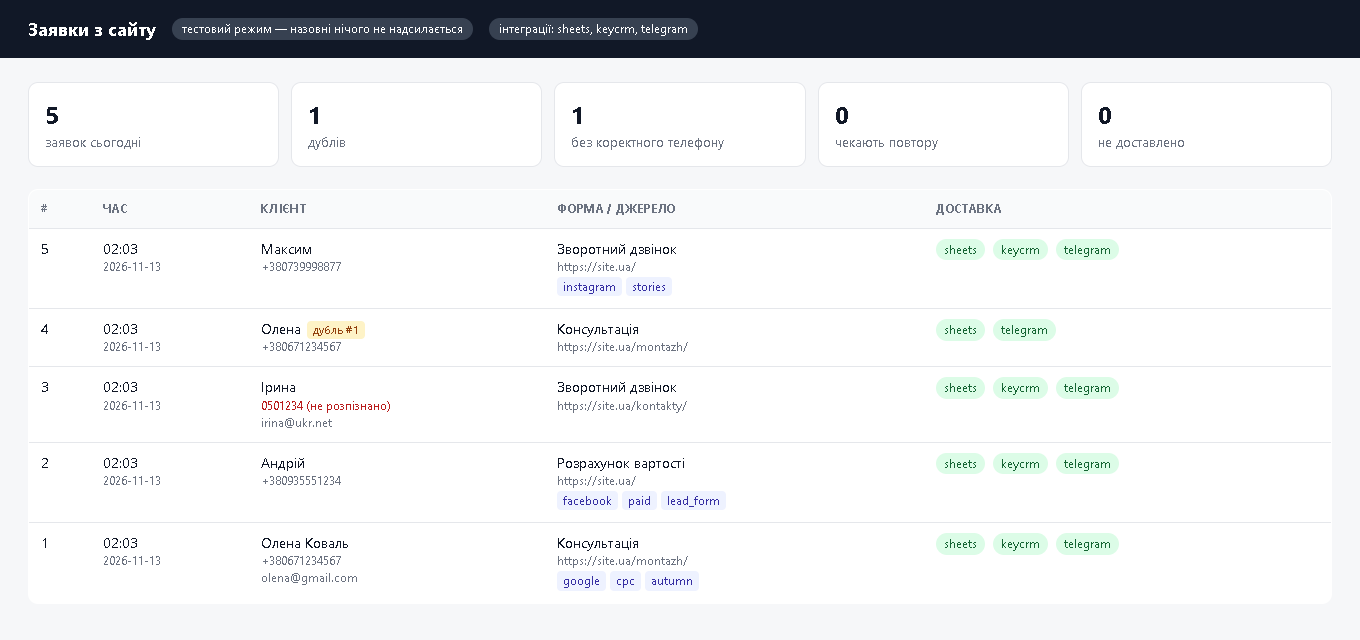 Заявки з сайту тестовий режим — назовні нічого не надсилається інтеграції: sheets, keycrm, telegram
5 1 1 0 0
заявок сьогодні дублів без коректного телефону чекають повтору не доставлено
# ЧАС КЛІЄНТ ФОРМА / ДЖЕРЕЛО ДОСТАВКА
5 02:03 Максим Зворотний дзвінок sheets keycrm telegram
2026-11-13 +380739998877 https://site.ua/
instagram stories
4 02:03 Олена дубль #1 Консультація sheets telegram
2026-11-13 +380671234567 https://site.ua/montazh/
3 02:03 Ірина Зворотний дзвінок sheets keycrm telegram
2026-11-13 0501234 (не розпізнано) https://site.ua/kontakty/
irina@ukr.net
2 02:03 Андрій Розрахунок вартості sheets keycrm telegram
2026-11-13 +380935551234 https://site.ua/
facebook paid lead_form
1 02:03 Олена Коваль Консультація sheets keycrm telegram
2026-11-13 +380671234567 https://site.ua/montazh/
olena@gmail.com google cpc autumn